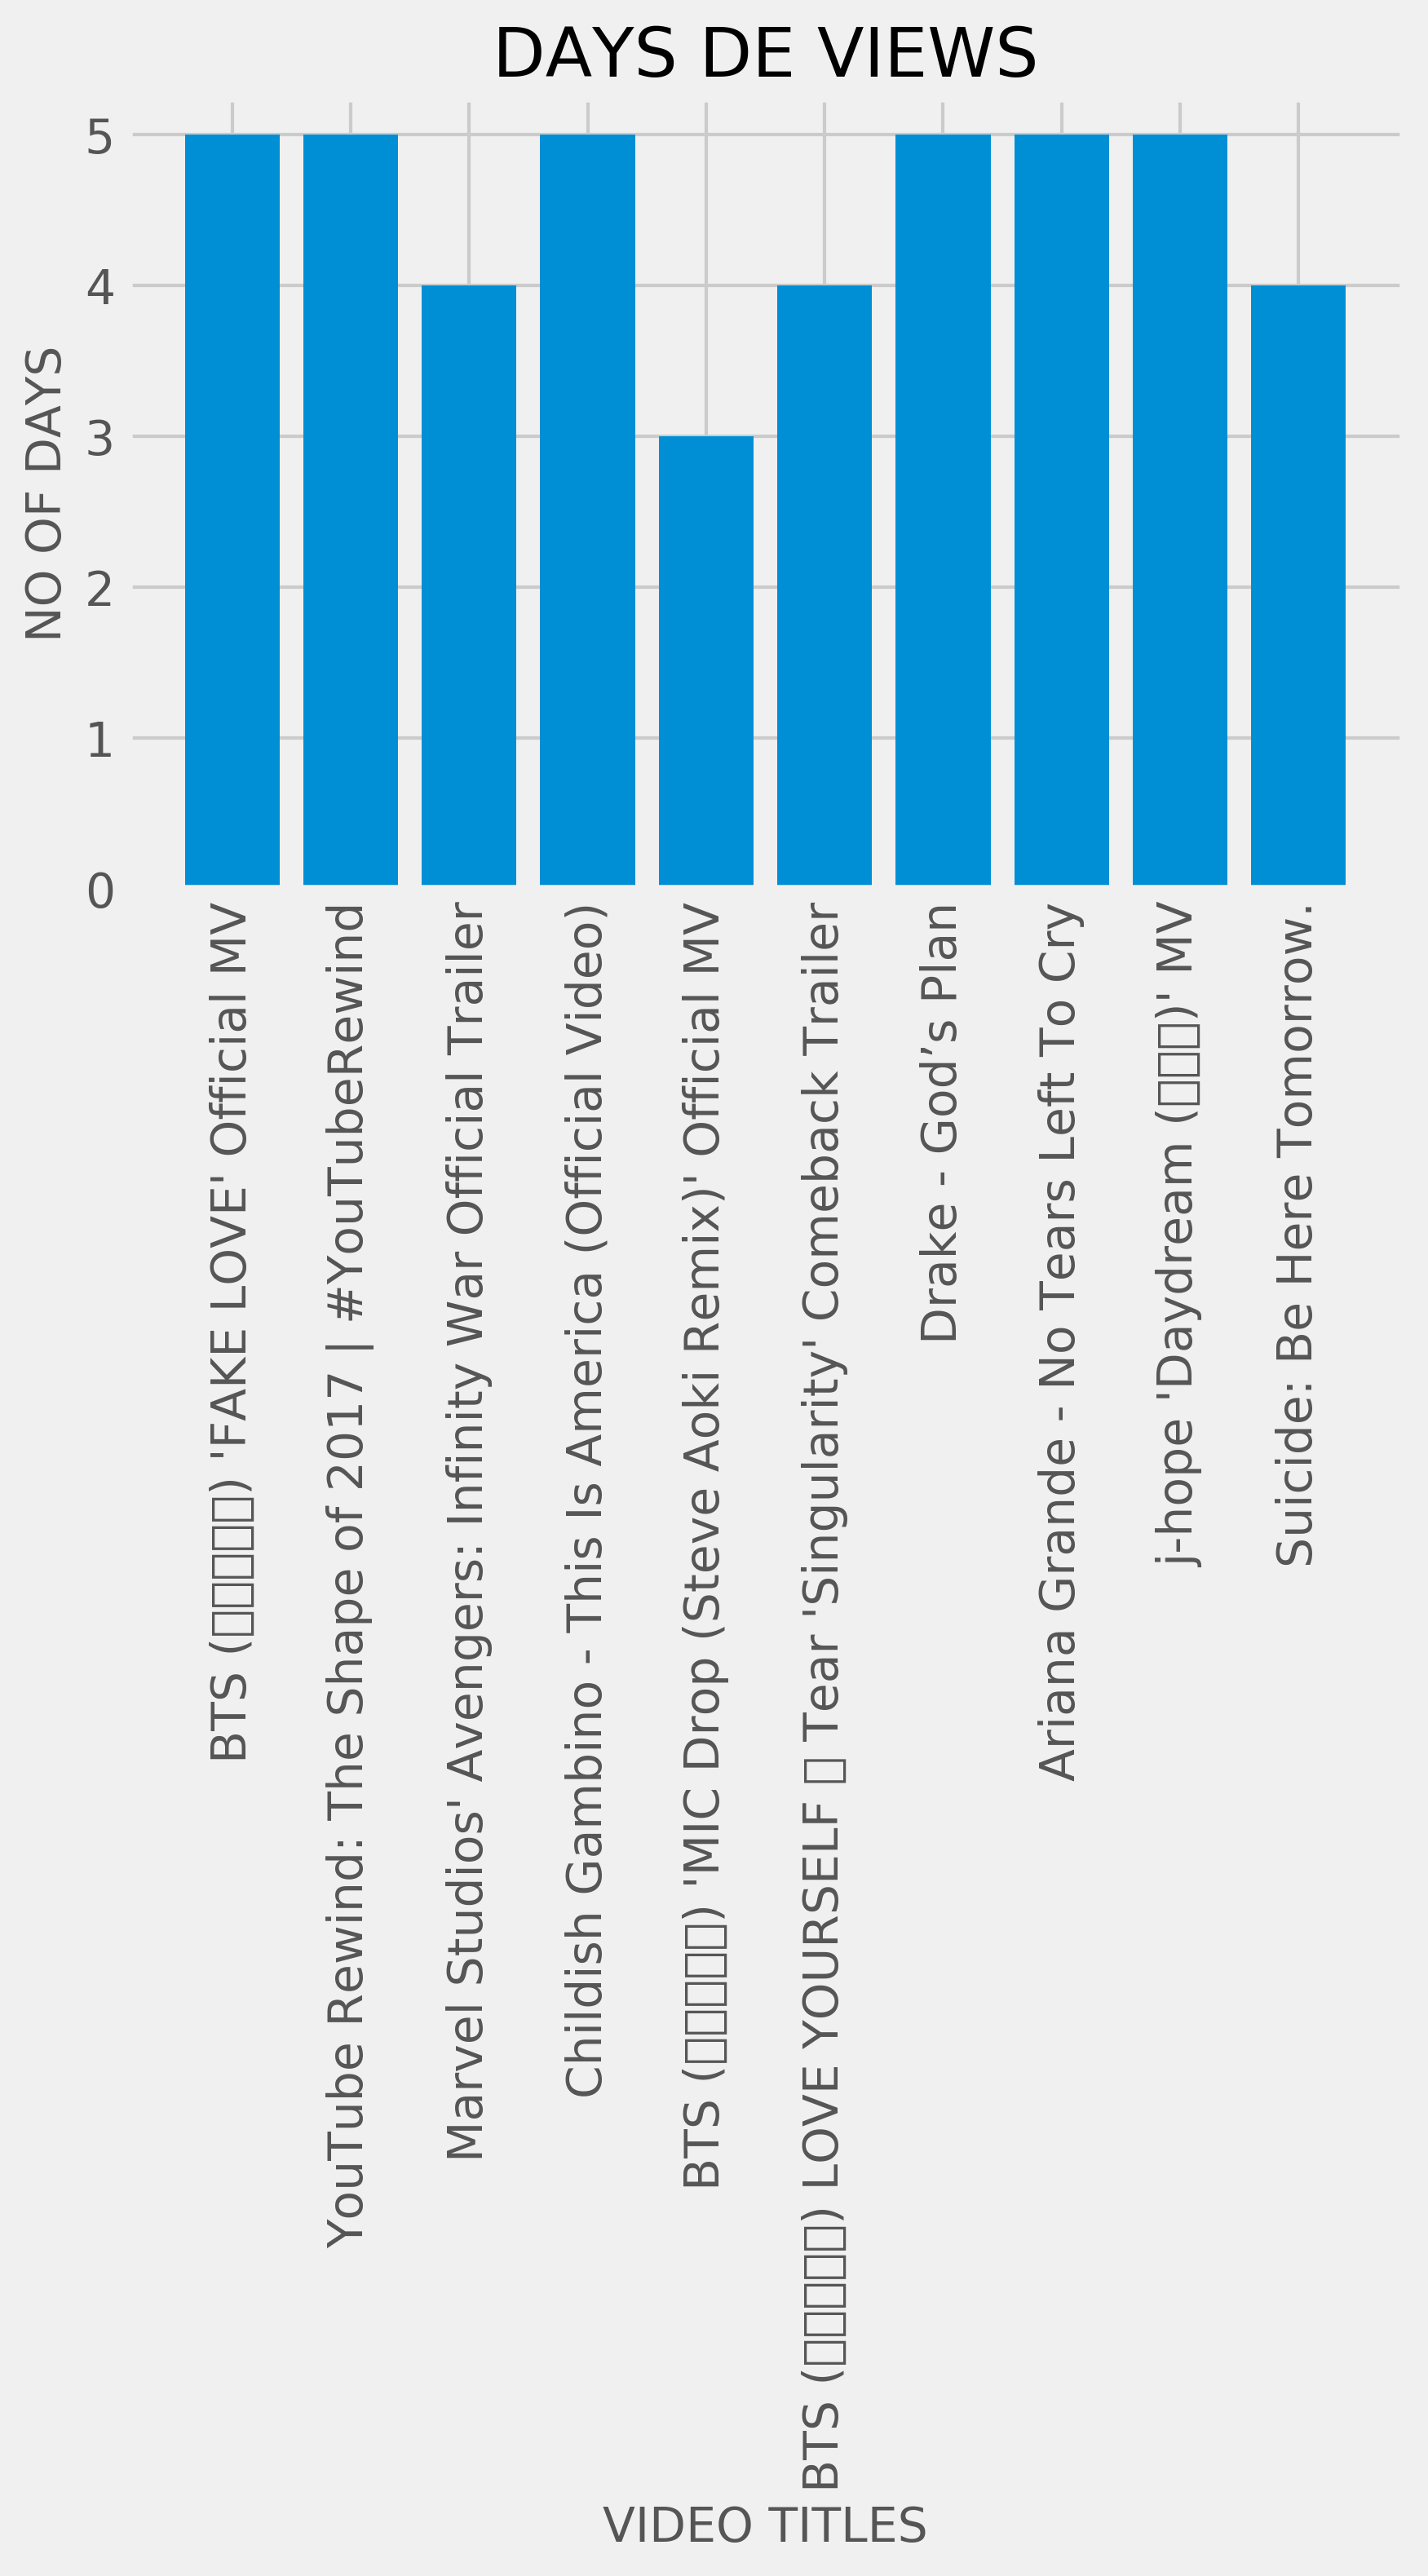 DAYS DE VIEWS
NO OF DAYS
5
4
3
2
1
0
BTS (□□□□□) 'FAKE LOVE' Official MV
YouTube Rewind: The Shape of 2017 | #YouTubeRewind
Marvel Studios' Avengers: Infinity War Official Trailer
Childish Gambino - This Is America (Official Video)
BTS (□□□□□) 'MIC Drop (Steve Aoki Remix)' Official MV
BTS (□□□□□) LOVE YOURSELF □ Tear 'Singularity' Comeback Trailer
Drake - God’s Plan
Ariana Grande - No Tears Left To Cry
j-hope 'Daydream (□□□)' MV
Suicide: Be Here Tomorrow.
VIDEO TITLES